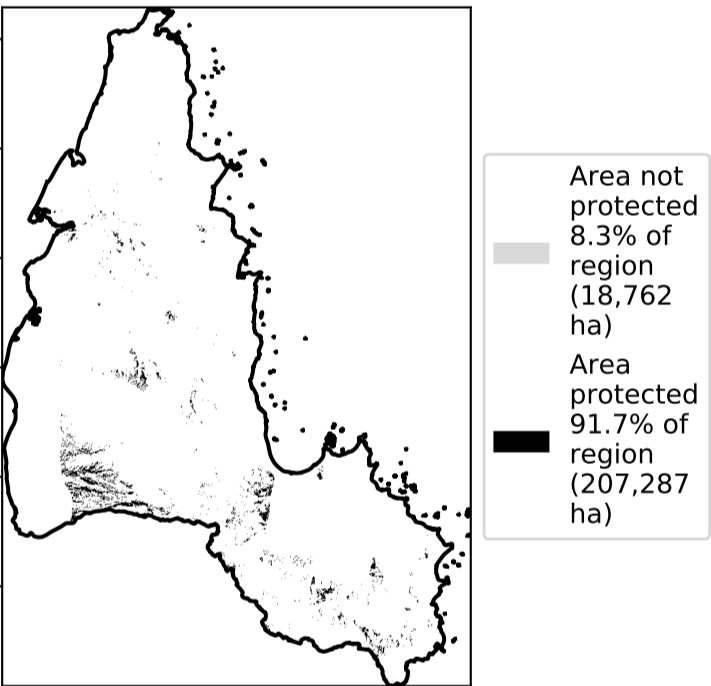 Area not
protected
8.3% of
region
(18,762
ha)
Area
protected
91.7% of
region
(207,287
ha)